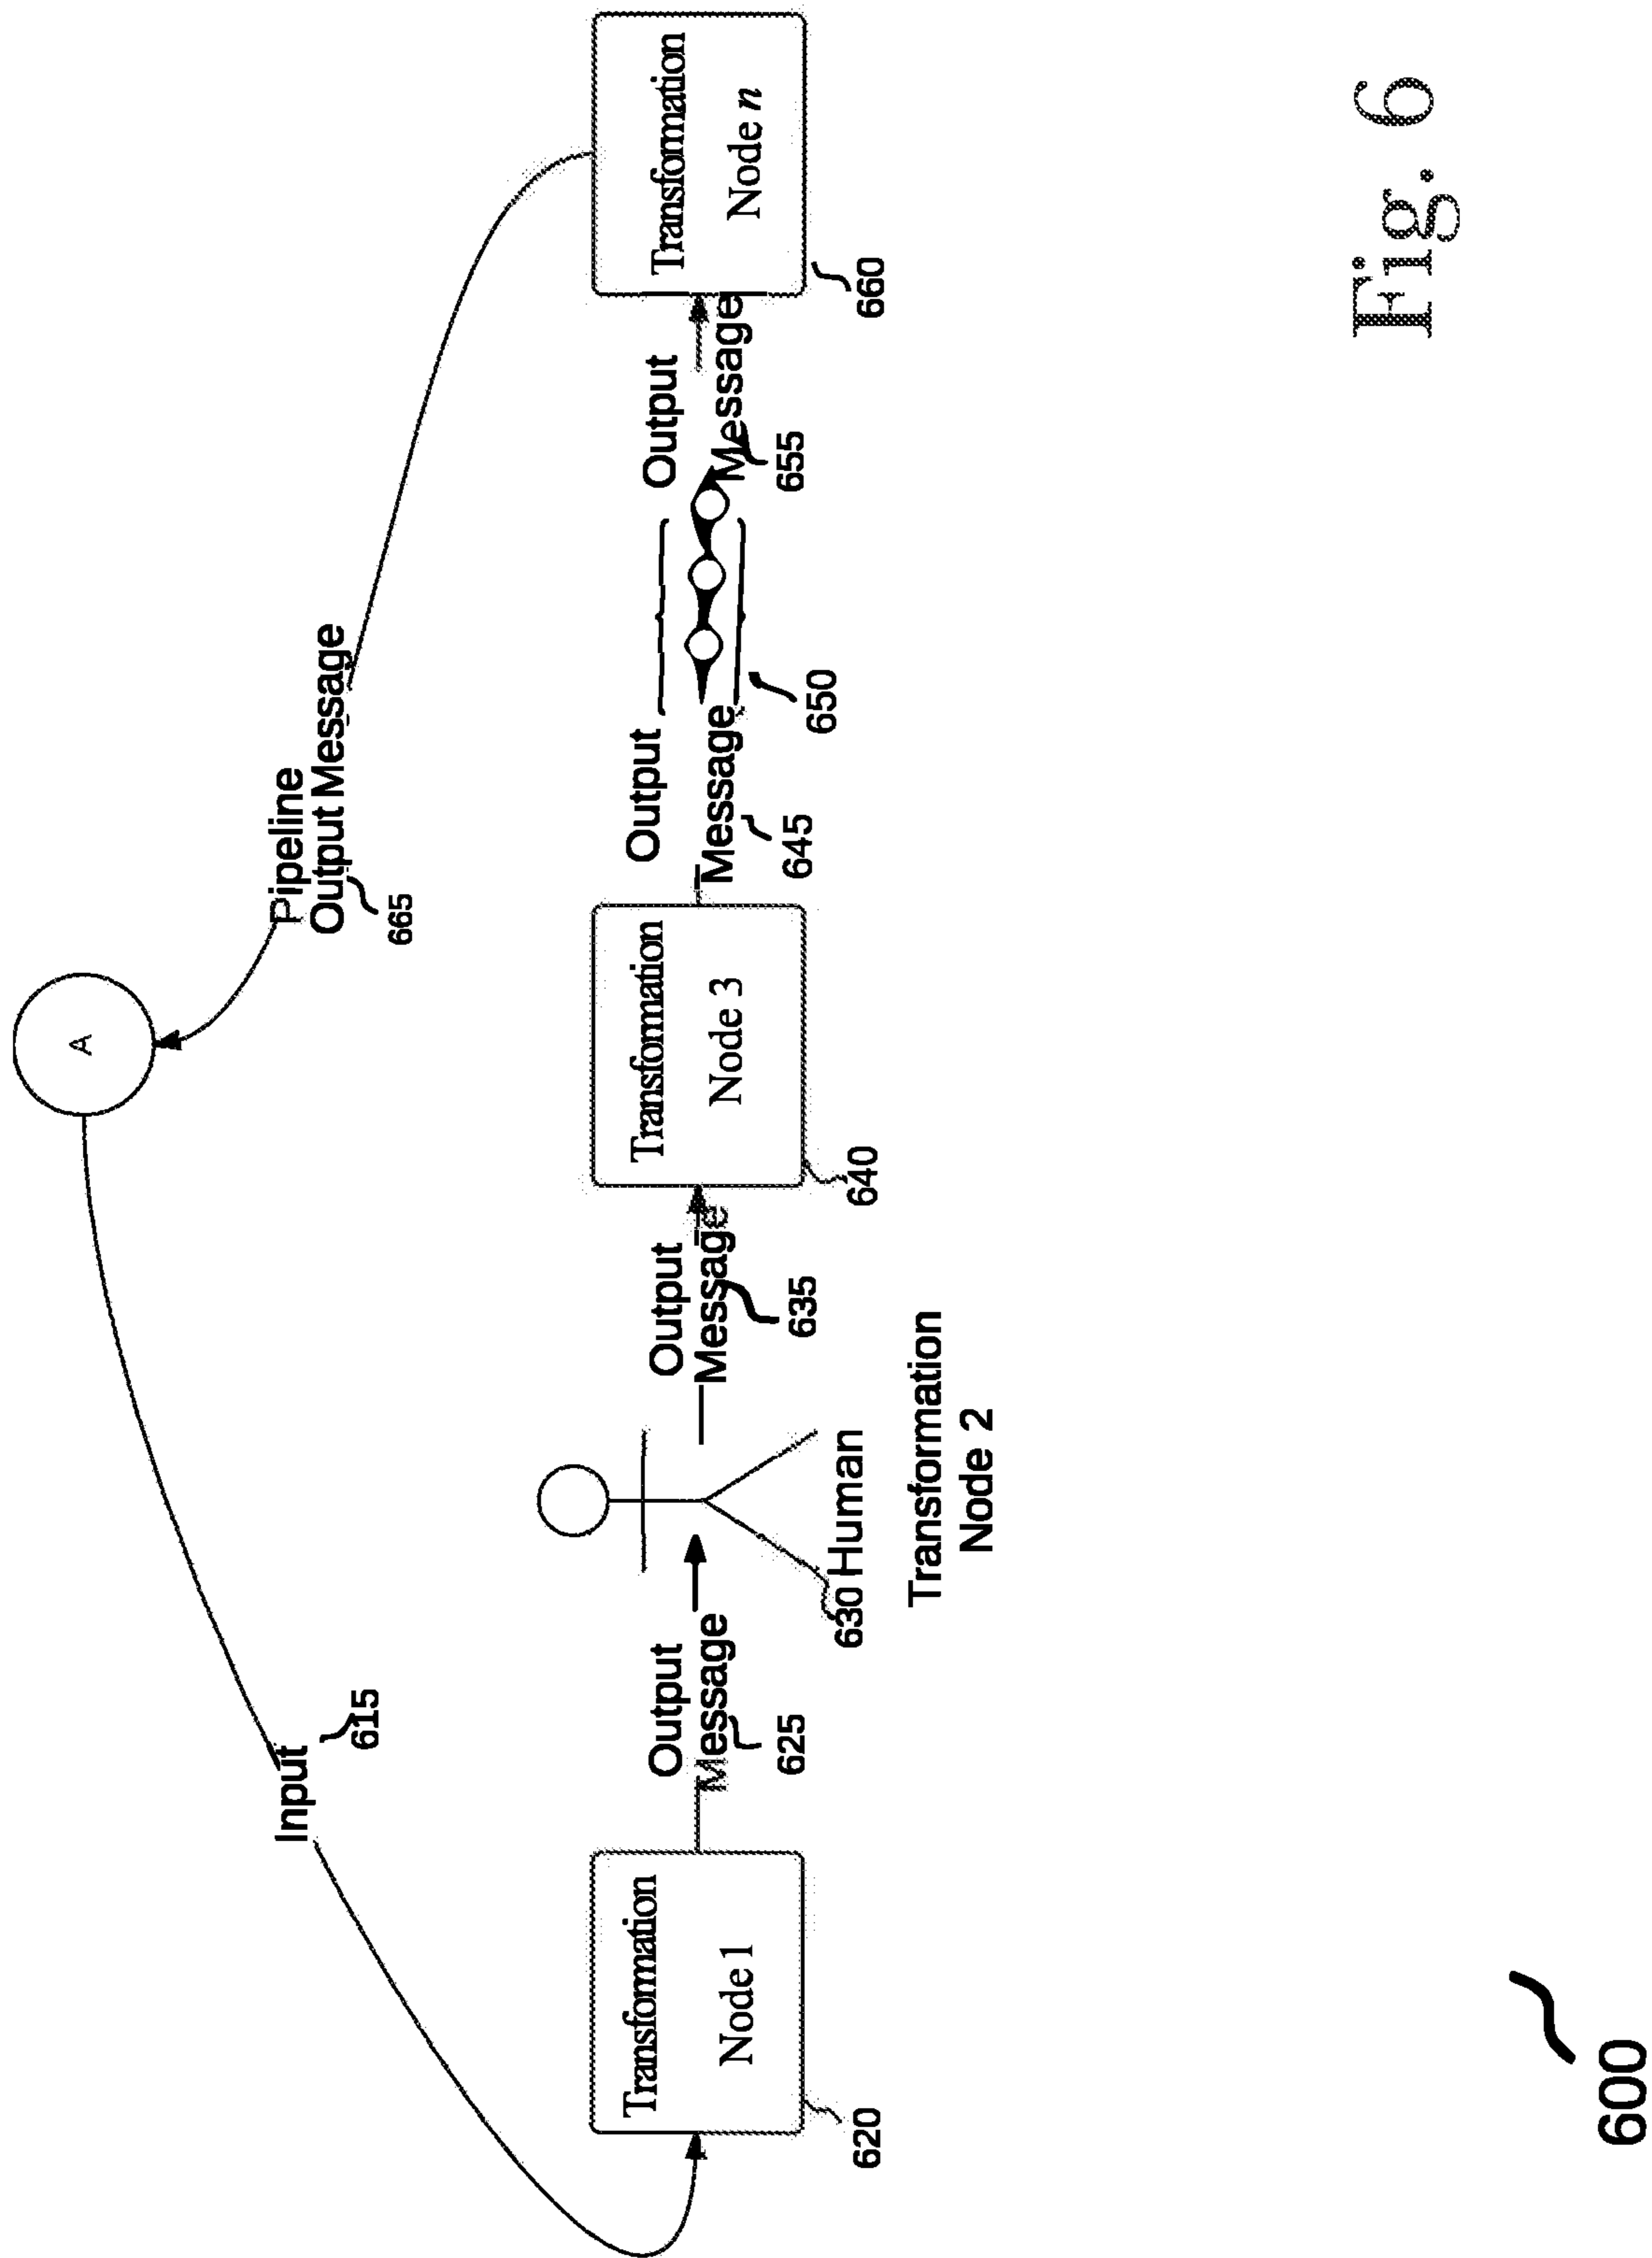 A
Input
615
Pipeline
Output Message
665
Transformation
Node 1
620
Output
Message
625
630 Human
Transformation
Node 2
Output
Message
635
Transformation
Node 3
640
Output
Message
645
650
Output
Message
655
Transformation
Node n
660
600
Fig. 6